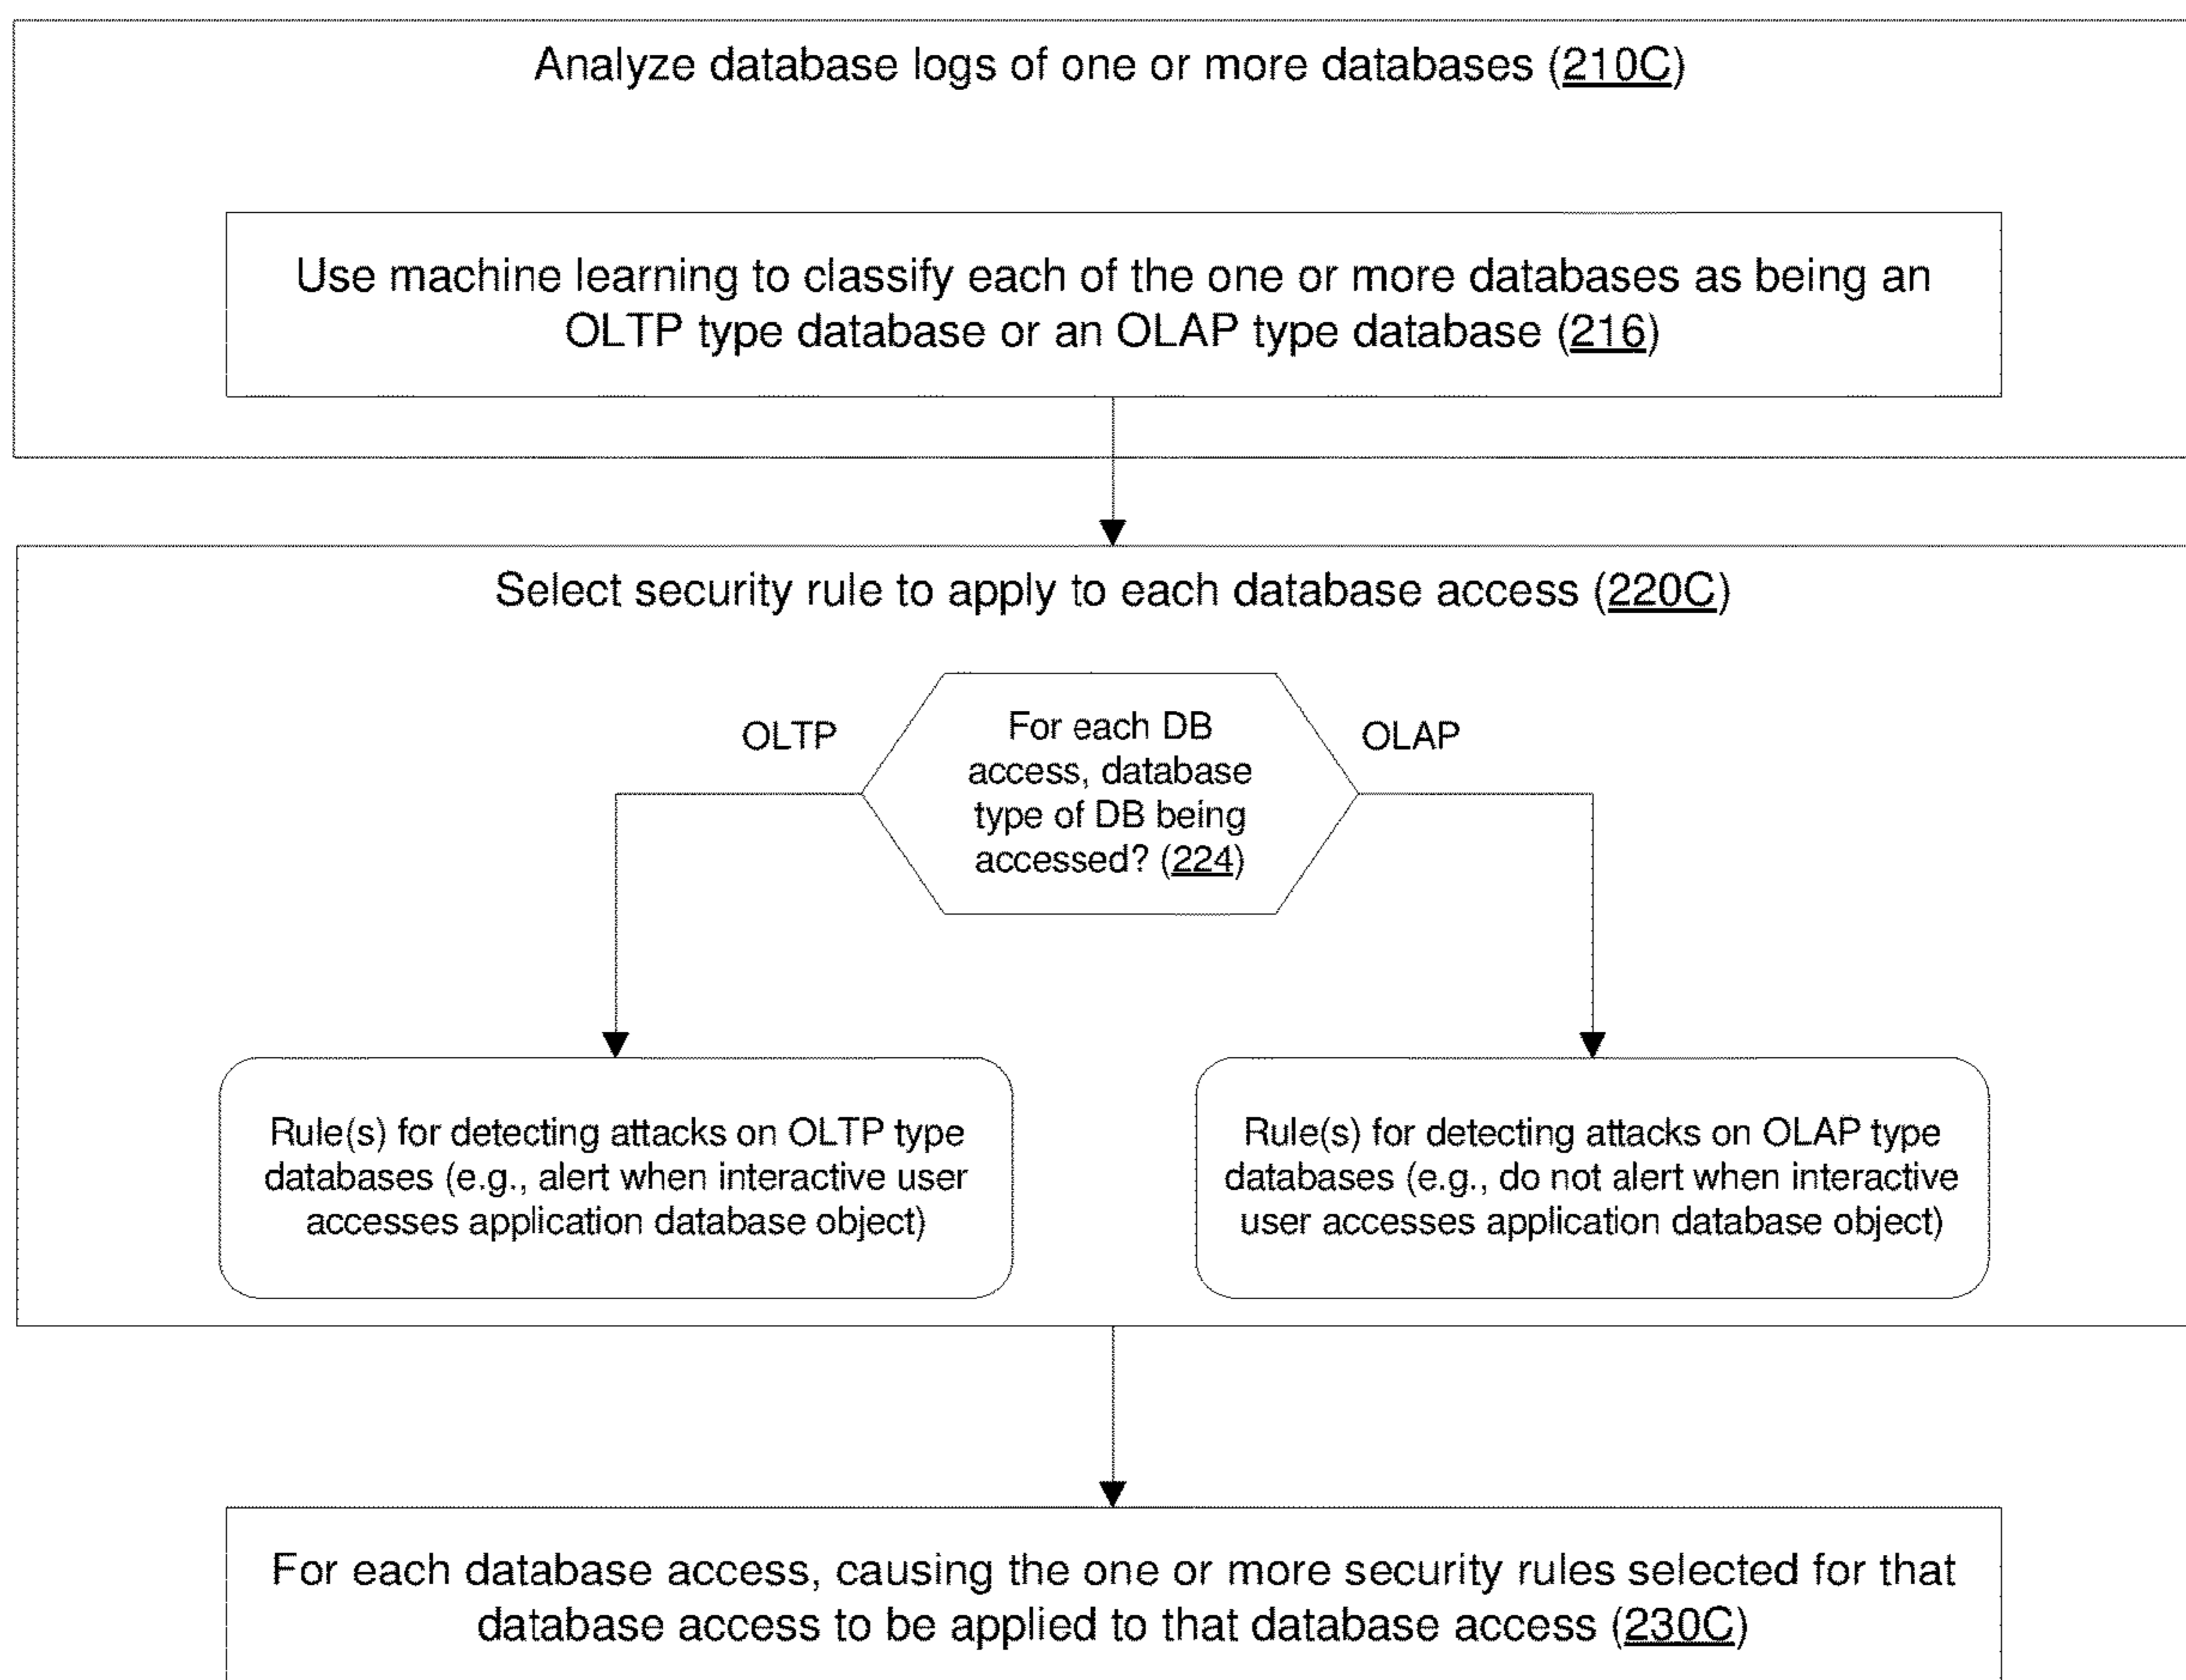 Analyze database logs of one or more databases (210C)
Use machine learning to classify each of the one or more databases as being an
OLTP type database or an OLAP type database (216)
Select security rule to apply to each database access (220C)
OLTP
For each DB
access, database
type of DB being
accessed? (224)
OLAP
Rule(s) for detecting attacks on OLTP type
databases (e.g., alert when interactive user
accesses application database object)
Rule(s) for detecting attacks on OLAP type
databases (e.g., do not alert when interactive
user accesses application database object)
For each database access, causing the one or more security rules selected for that
database access to be applied to that database access (230C)